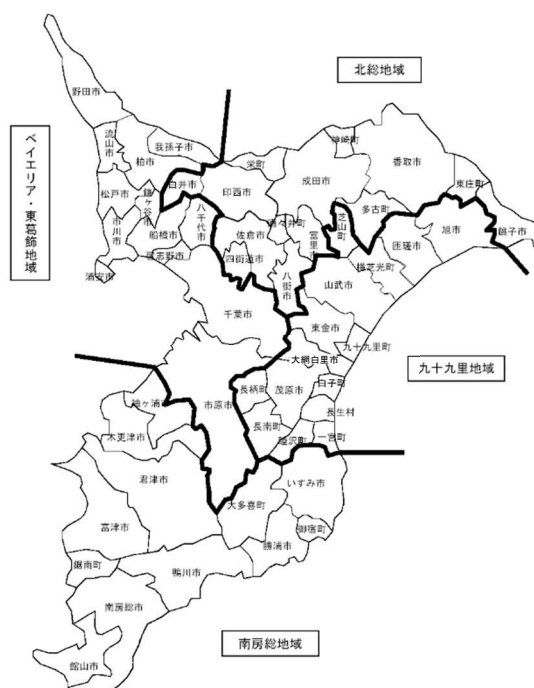 北総地域
野田市
流山市
我孫子市
柏市
ベイエリア・東葛飾地域
松戸市
鎌ケ谷市
白井市
印西市
栄町
成田市
神崎町
香取市
東庄町
銚子市
旭市
多古町
匝瑳市
芝山町
横芝光町
市川市
船橋市
八千代市
習志野市
浦安市
佐倉市
酒々井町
富里市
四街道市
八街市
山武市
千葉市
東金市
九十九里町
大網白里市
九十九里地域
袖ヶ浦市
市原市
長柄町
茂原市
白子町
長生村
長南町
睦沢町
一宮町
木更津市
君津市
大多喜町
いすみ市
富津市
御宿町
勝浦市
鋸南町
鴨川市
南房総市
館山市
南房総地域